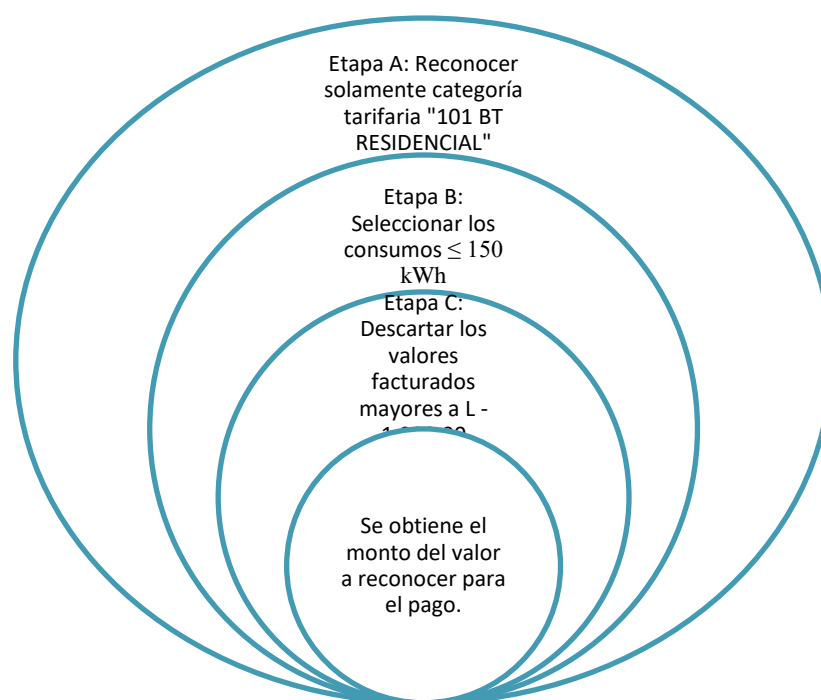 Etapa A: Reconocer
solamente categoría
tarifaria "101 BT
RESIDENCIAL"
Etapa B:
Seleccionar los
consumos ≤ 150
kWh
Etapa C:
Descartar los
valores
facturados
mayores a L -
Se obtiene el
monto del valor
a reconocer para
el pago.